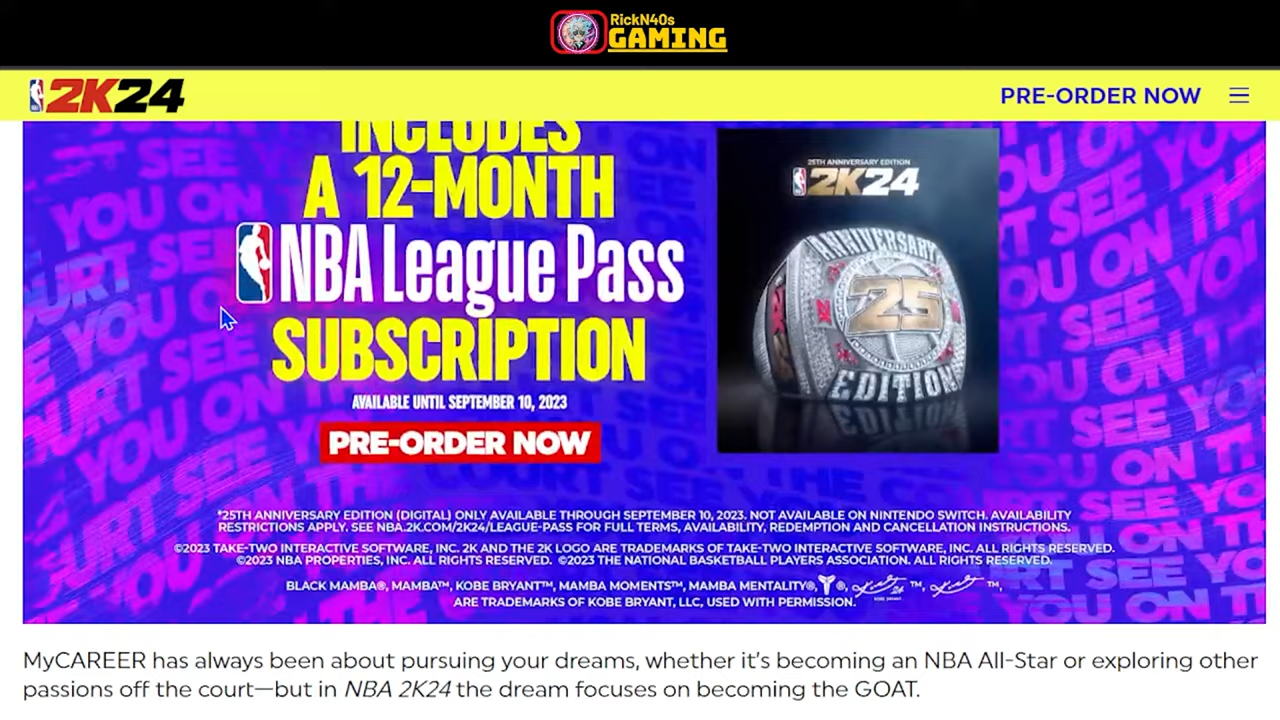 RickN40s
GAMING
NBA 2K24
PRE-ORDER NOW
INCLUDES
A 12-MONTH
NBA League Pass
SUBSCRIPTION
AVAILABLE UNTIL SEPTEMBER 10, 2023
PRE-ORDER NOW
25TH ANNIVERSARY EDITION
2K24
ANNIVERSARY
25
EDITION
*25TH ANNIVERSARY EDITION (DIGITAL) ONLY AVAILABLE THROUGH SEPTEMBER 10, 2023. NOT AVAILABLE ON NINTENDO SWITCH. AVAILABILITY
RESTRICTIONS APPLY. SEE NBA.2K.COM/2K24/LEAGUE-PASS FOR FULL TERMS, AVAILABILITY, REDEMPTION AND CANCELLATION INSTRUCTIONS.
©2023 TAKE-TWO INTERACTIVE SOFTWARE, INC. 2K AND THE 2K LOGO ARE TRADEMARKS OF TAKE-TWO INTERACTIVE SOFTWARE, INC. ALL RIGHTS RESERVED.
©2023 NBA PROPERTIES, INC. ALL RIGHTS RESERVED. ©2023 THE NATIONAL BASKETBALL PLAYERS ASSOCIATION. ALL RIGHTS RESERVED.
BLACK MAMBA®, MAMBA™, KOBE BRYANT™, MAMBA MOMENTS™, MAMBA MENTALITY®, ®, ™, ™,
ARE TRADEMARKS OF KOBE BRYANT, LLC, USED WITH PERMISSION.
MyCAREER has always been about pursuing your dreams, whether it's becoming an NBA All-Star or exploring other
passions off the court—but in NBA 2K24 the dream focuses on becoming the GOAT.